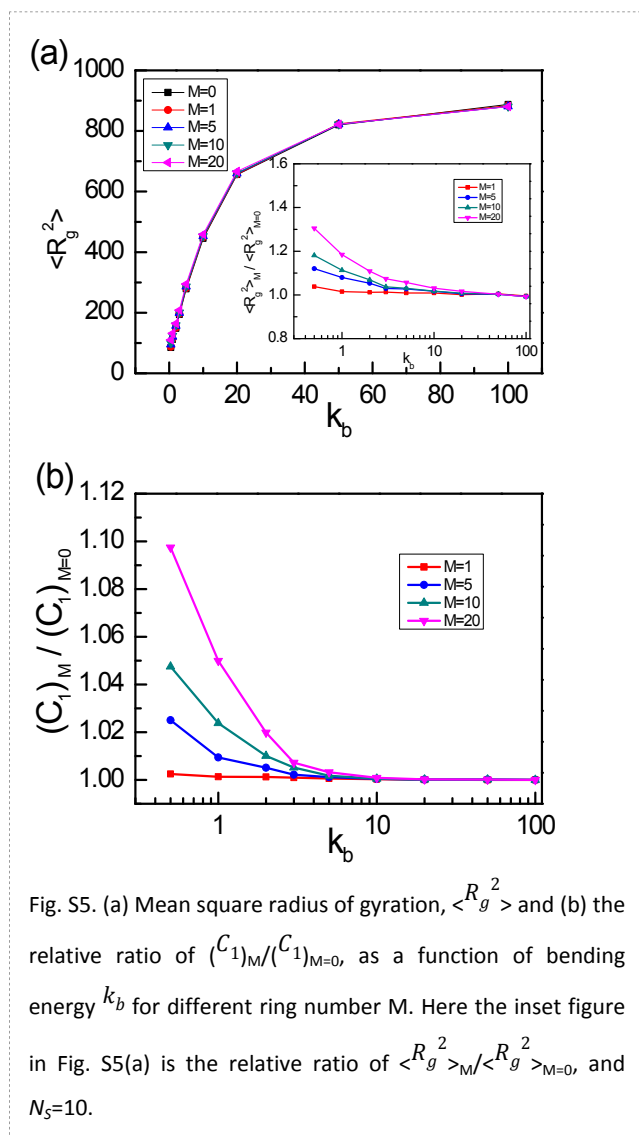 (a)
1000
800
600
400
200
0
<R_g^2>
M=0
M=1
M=5
M=10
M=20
1.6
1.4
1.2
1.0
0.8
<R_g^2>_M / <R_g^2>_{M=0}
M=1
M=5
M=10
M=20
1 10 100
k_b
0 20 40 60 80 100
k_b
(b)
1.12
1.10
1.08
1.06
1.04
1.02
1.00
(C_1)_M / (C_1)_{M=0}
M=1
M=5
M=10
M=20
1 10 100
k_b
Fig. S5. (a) Mean square radius of gyration, <R_g^2> and (b) the
relative ratio of (C_1)_M/(C_1)_{M=0}, as a function of bending
energy k_b for different ring number M. Here the inset figure
in Fig. S5(a) is the relative ratio of <R_g^2>_M/<R_g^2>_{M=0}, and
N_S=10.